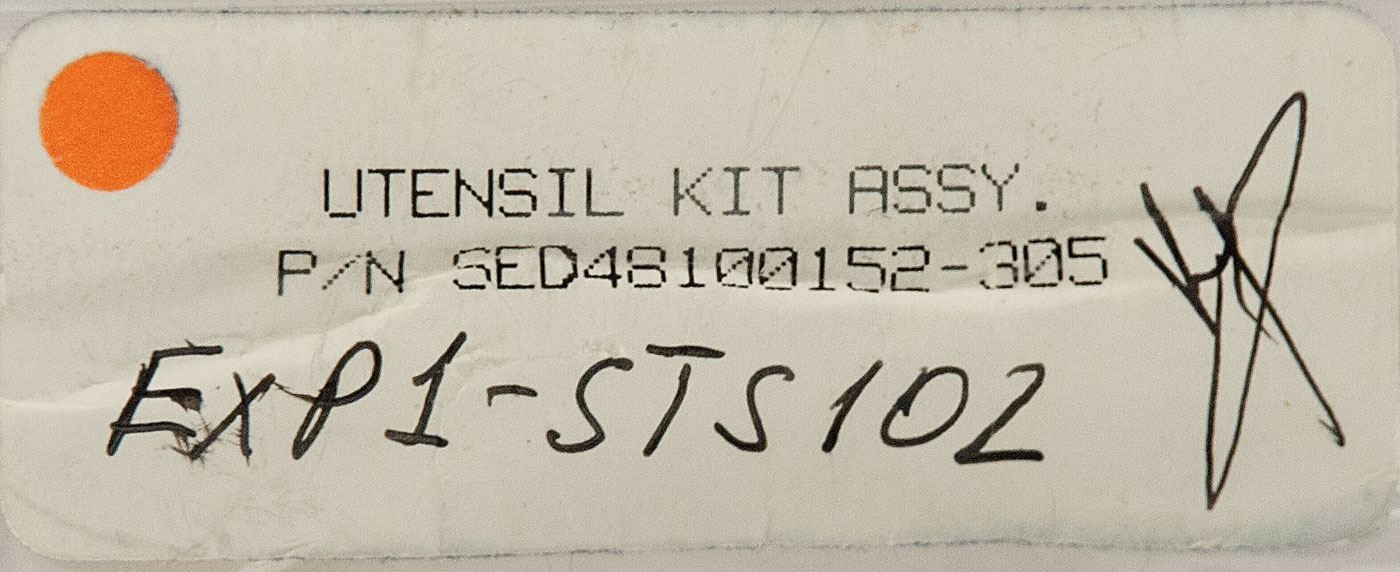 UTENSIL KIT ASSY.
P/N SED48100152-305
EXP1-STS102